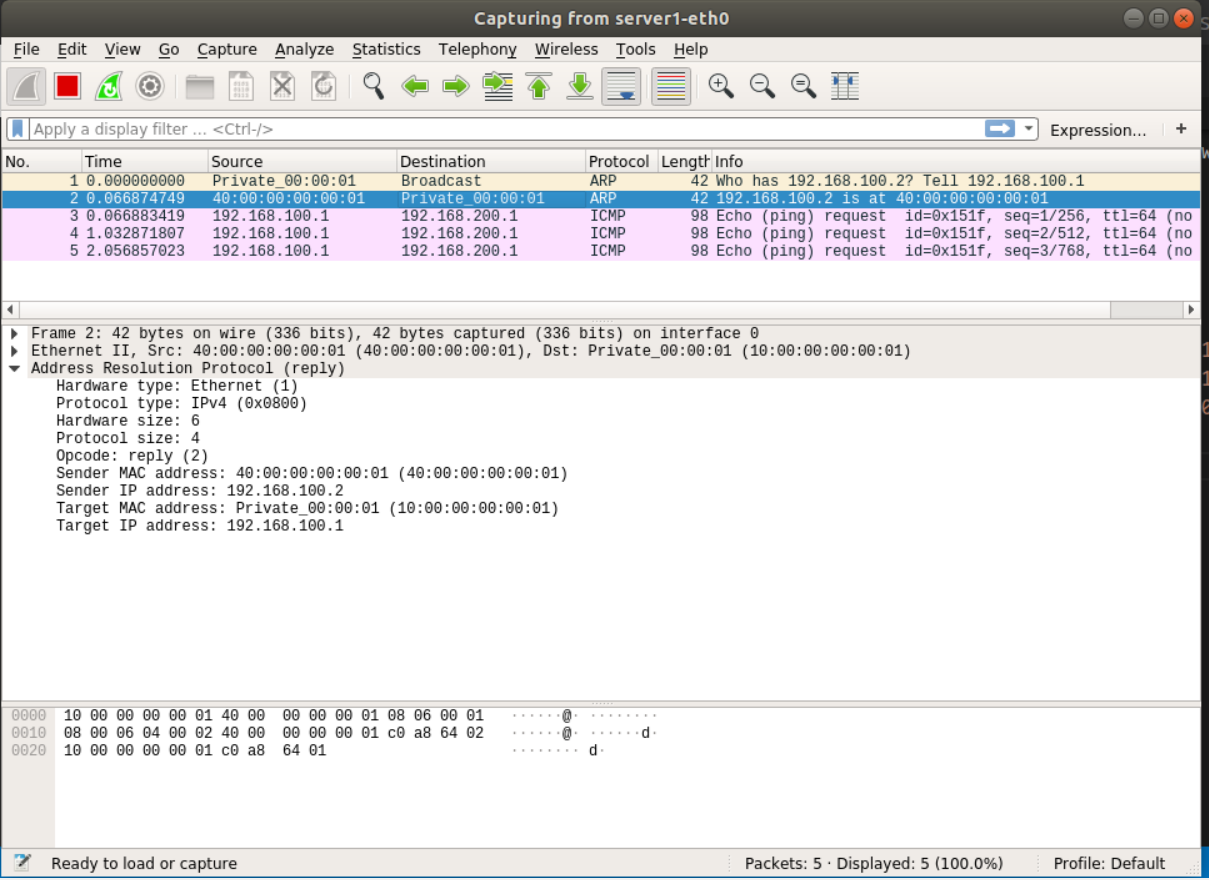 Capturing from server1-eth0
File Edit View Go Capture Analyze Statistics Telephony Wireless Tools Help
Apply a display filter ... <Ctrl-/> Expression... +
No. Time Source Destination Protocol Length Info
1 0.000000000 Private_00:00:01 Broadcast ARP 42 Who has 192.168.100.2? Tell 192.168.100.1
2 0.066874749 40:00:00:00:00:01 Private_00:00:01 ARP 42 192.168.100.2 is at 40:00:00:00:00:01
3 0.066883419 192.168.100.1 192.168.200.1 ICMP 98 Echo (ping) request id=0x151f, seq=1/256, ttl=64 (no
4 1.032871807 192.168.100.1 192.168.200.1 ICMP 98 Echo (ping) request id=0x151f, seq=2/512, ttl=64 (no
5 2.056857023 192.168.100.1 192.168.200.1 ICMP 98 Echo (ping) request id=0x151f, seq=3/768, ttl=64 (no
Frame 2: 42 bytes on wire (336 bits), 42 bytes captured (336 bits) on interface 0
Ethernet II, Src: 40:00:00:00:00:01 (40:00:00:00:00:01), Dst: Private_00:00:01 (10:00:00:00:00:01)
Address Resolution Protocol (reply)
Hardware type: Ethernet (1)
Protocol type: IPv4 (0x0800)
Hardware size: 6
Protocol size: 4
Opcode: reply (2)
Sender MAC address: 40:00:00:00:00:01 (40:00:00:00:00:01)
Sender IP address: 192.168.100.2
Target MAC address: Private_00:00:01 (10:00:00:00:00:01)
Target IP address: 192.168.100.1
0000 10 00 00 00 00 01 40 00 00 00 00 01 08 06 00 01 ······@· ········
0010 08 00 06 04 00 02 40 00 00 00 00 01 c0 a8 64 02 ······@· ······d·
0020 10 00 00 00 00 01 c0 a8 64 01 ········ d·
Ready to load or capture Packets: 5 · Displayed: 5 (100.0%) Profile: Default